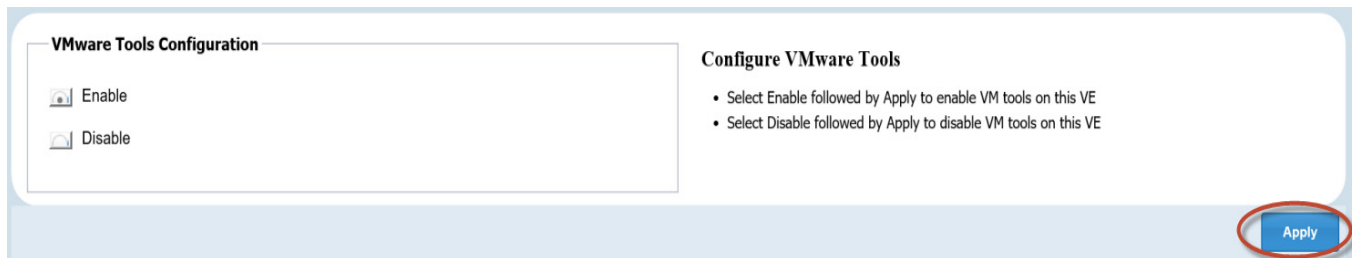 VMware Tools Configuration
Enable
Disable
Configure VMware Tools
• Select Enable followed by Apply to enable VM tools on this VE
• Select Disable followed by Apply to disable VM tools on this VE
Apply